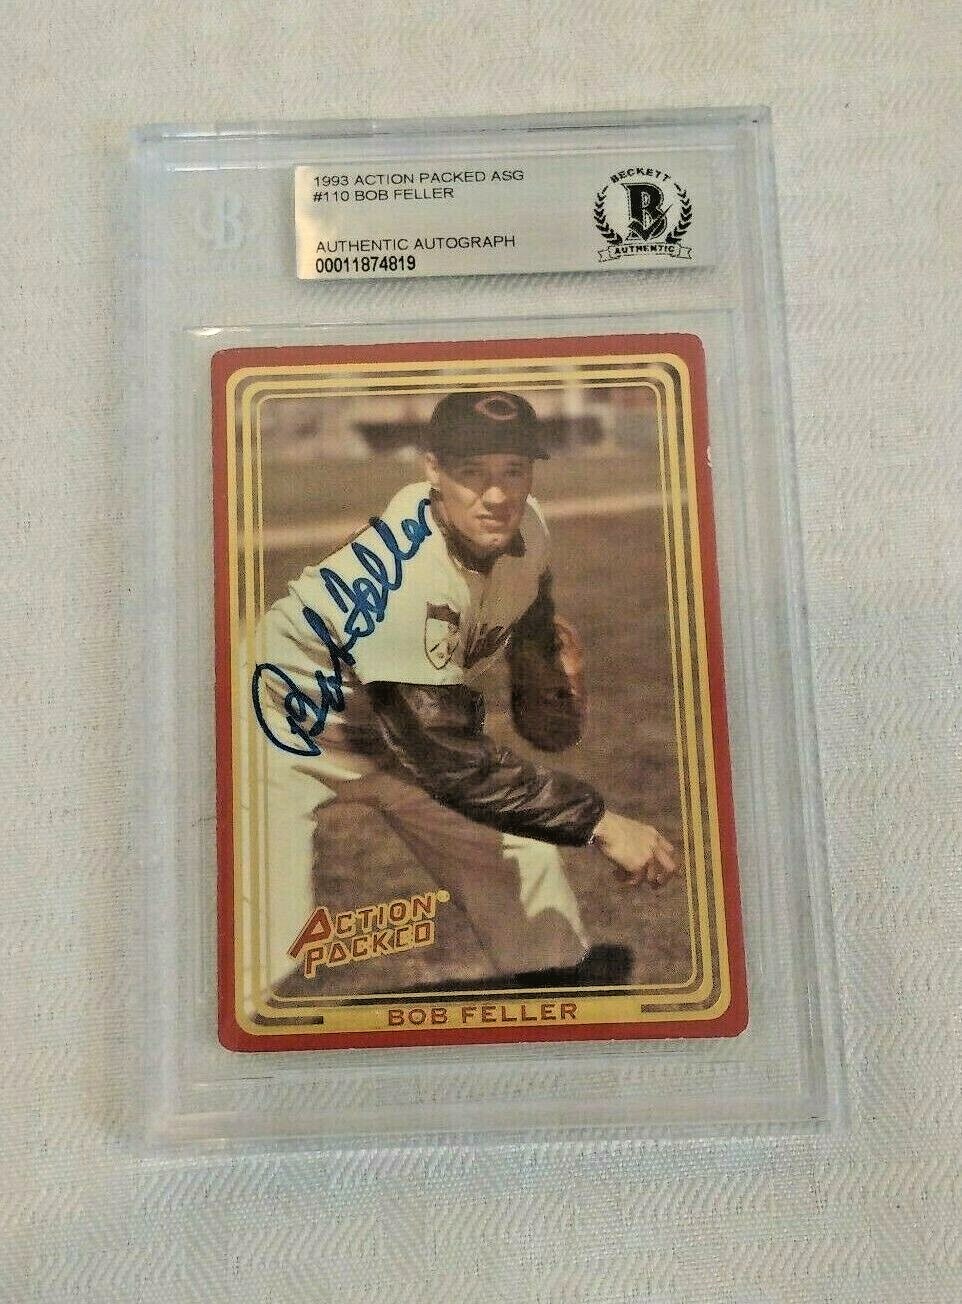 1993 ACTION PACKED ASG
#110 BOB FELLER
AUTHENTIC AUTOGRAPH
00011874819
BECKETT
B
AUTHENTIC
B
C
Bob Feller
ACTION
PACKED
BOB FELLER